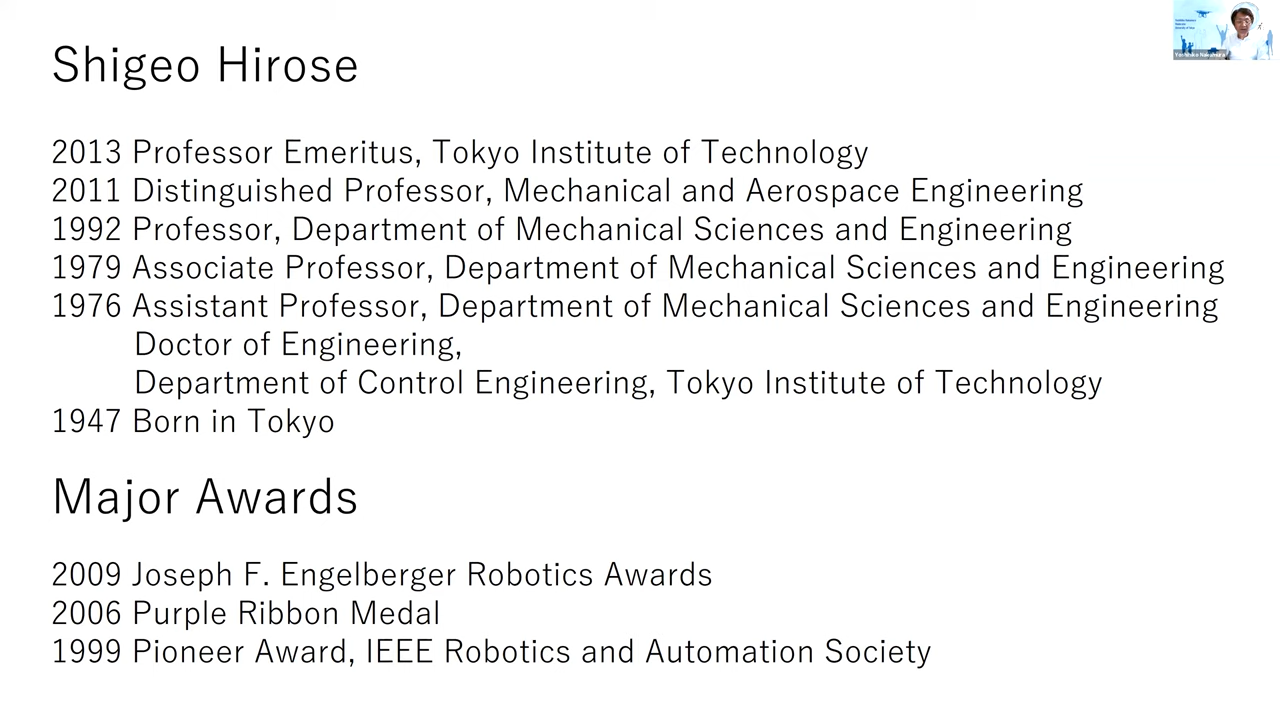 Shigeo Hirose
2013 Professor Emeritus, Tokyo Institute of Technology
2011 Distinguished Professor, Mechanical and Aerospace Engineering
1992 Professor, Department of Mechanical Sciences and Engineering
1979 Associate Professor, Department of Mechanical Sciences and Engineering
1976 Assistant Professor, Department of Mechanical Sciences and Engineering
Doctor of Engineering,
Department of Control Engineering, Tokyo Institute of Technology
1947 Born in Tokyo
Major Awards
2009 Joseph F. Engelberger Robotics Awards
2006 Purple Ribbon Medal
1999 Pioneer Award, IEEE Robotics and Automation Society